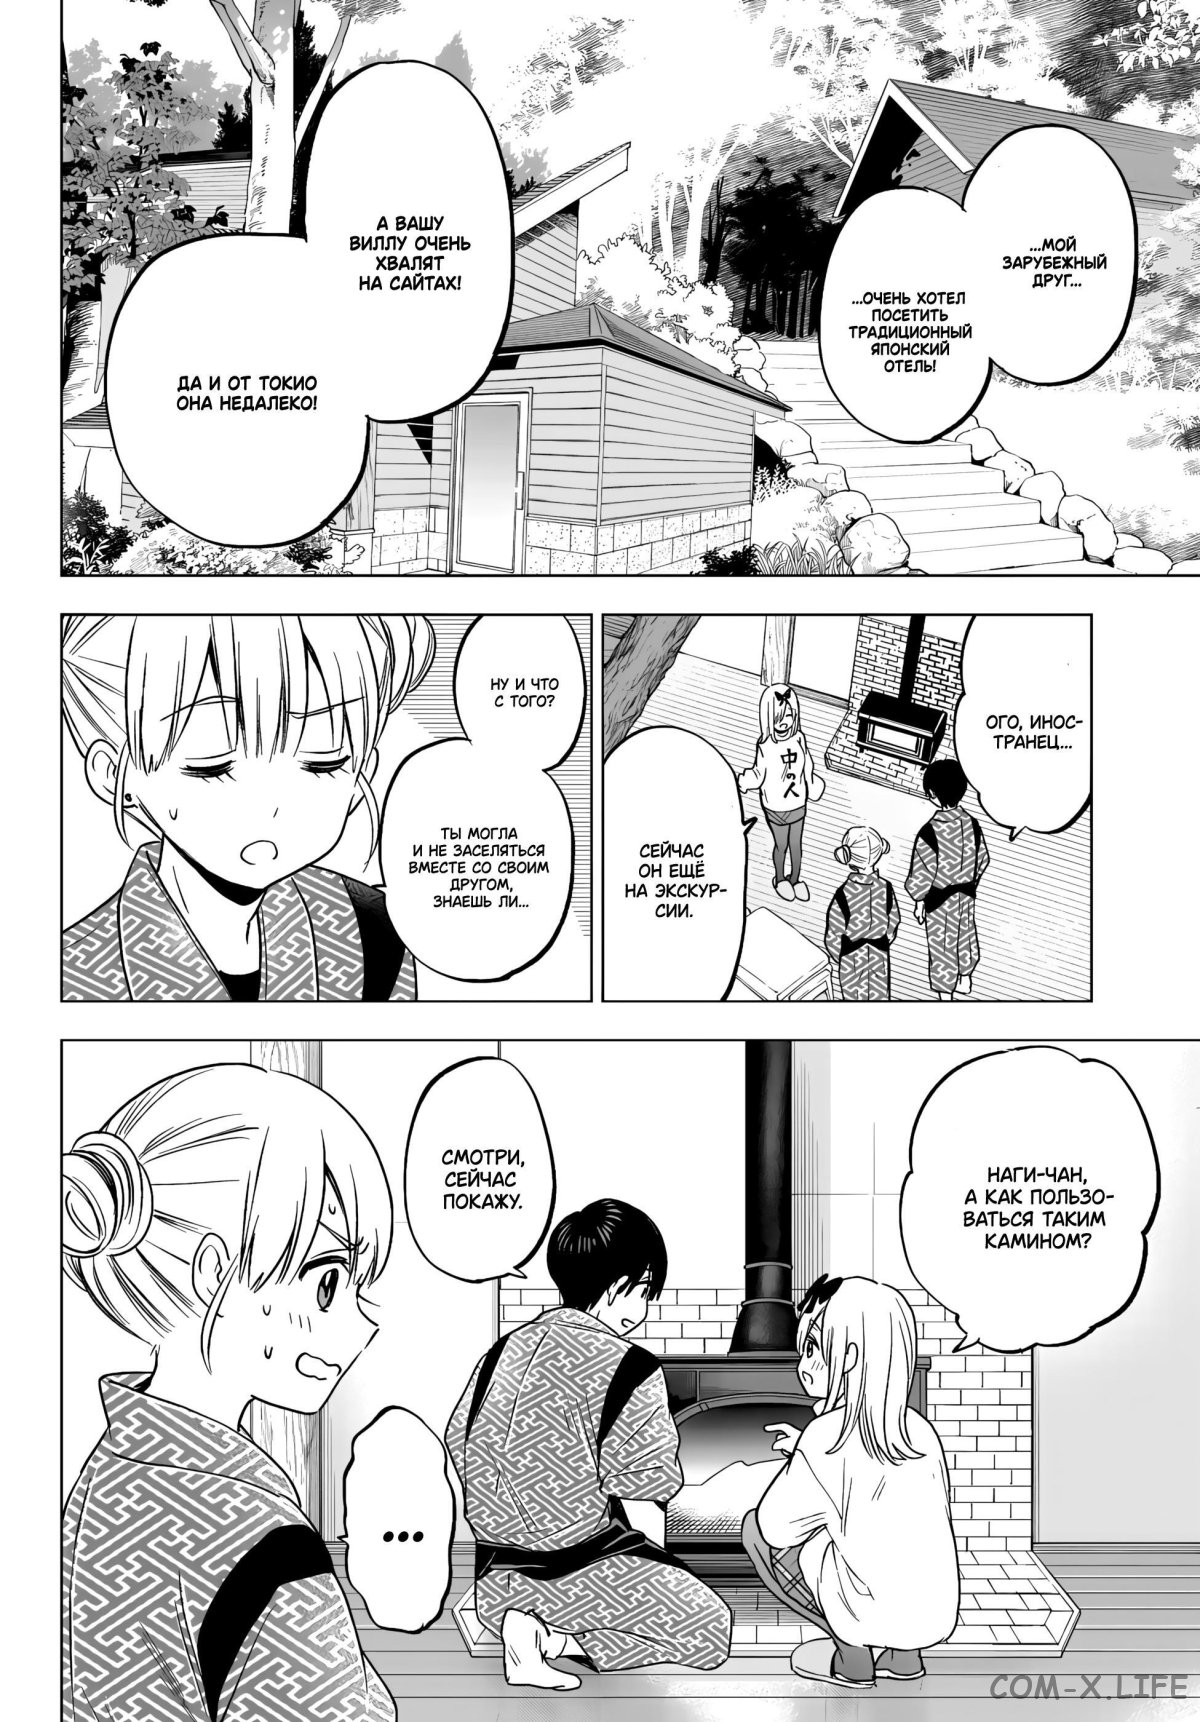 ...МОЙ
ЗАРУБЕЖНЫЙ
ДРУГ...
...ОЧЕНЬ ХОТЕЛ
ПОСЕТИТЬ
ТРАДИЦИОННЫЙ
ЯПОНСКИЙ
ОТЕЛЬ!
А ВАШУ
ВИЛЛУ ОЧЕНЬ
ХВАЛЯТ
НА САЙТАХ!
ДА И ОТ ТОКИО
ОНА НЕДАЛЕКО!
ОГО, ИНОС-
ТРАНЕЦ...
中の人
СЕЙЧАС
ОН ЕЩЁ
НА ЭКСКУР-
СИИ.
НУ И ЧТО
С ТОГО?
ТЫ МОГЛА
И НЕ ЗАСЕЛЯТЬСЯ
ВМЕСТЕ СО СВОИМ
ДРУГОМ,
ЗНАЕШЬ ЛИ...
НАГИ-ЧАН,
А КАК ПОЛЬЗО-
ВАТЬСЯ ТАКИМ
КАМИНОМ?
СМОТРИ,
СЕЙЧАС
ПОКАЖУ.
...
COM-X.LIFE